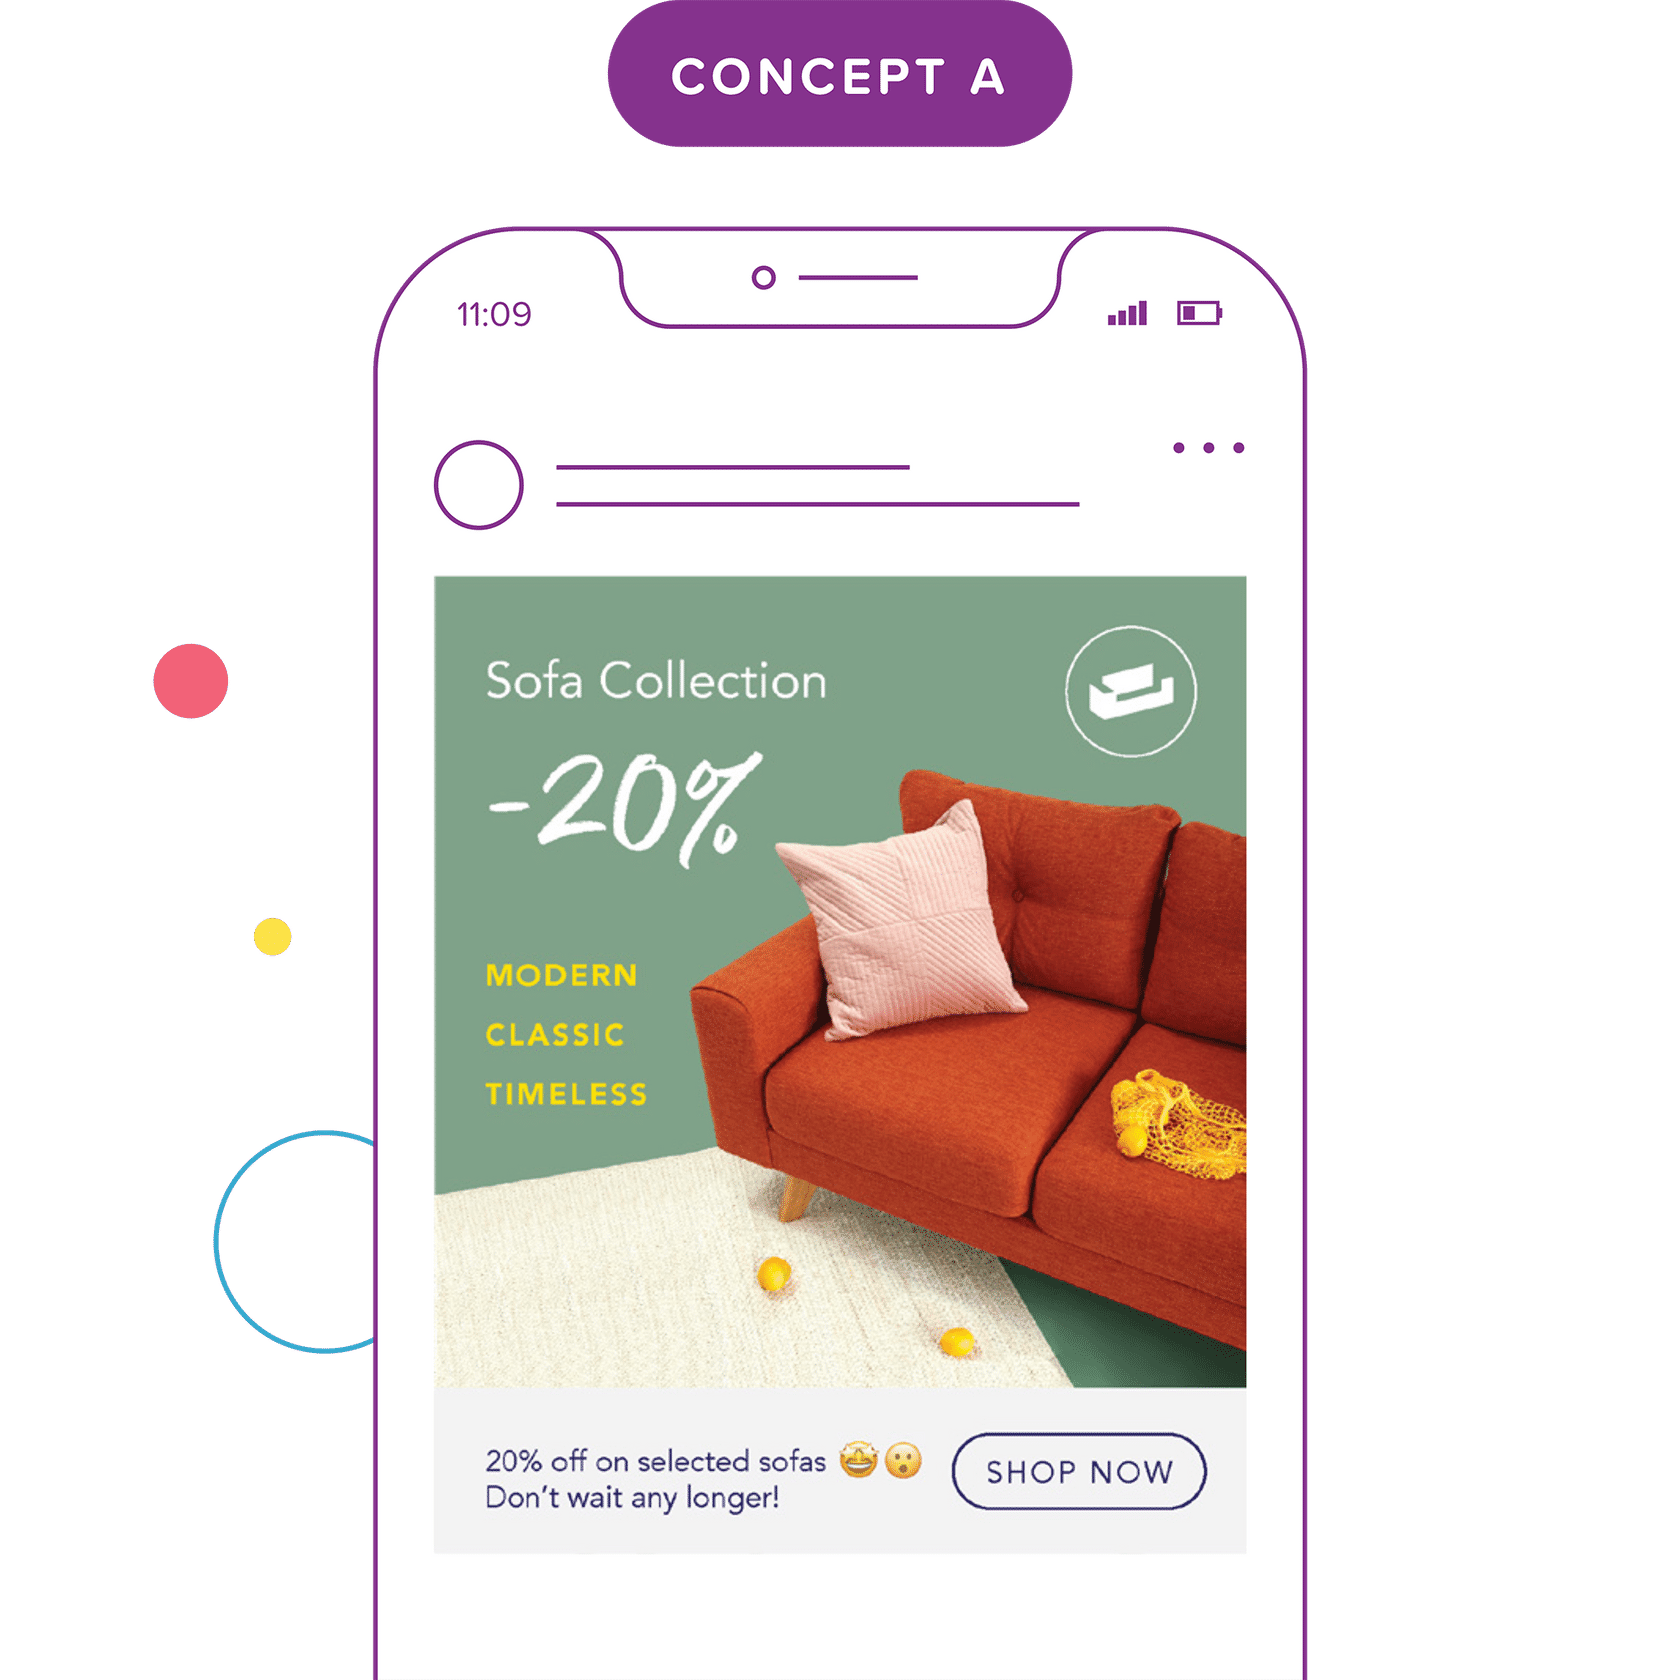 CONCEPT A
11:09
Sofa Collection
-20%
MODERN
CLASSIC
TIMELESS
20% off on selected sofas 🤩😮
Don't wait any longer!
SHOP NOW